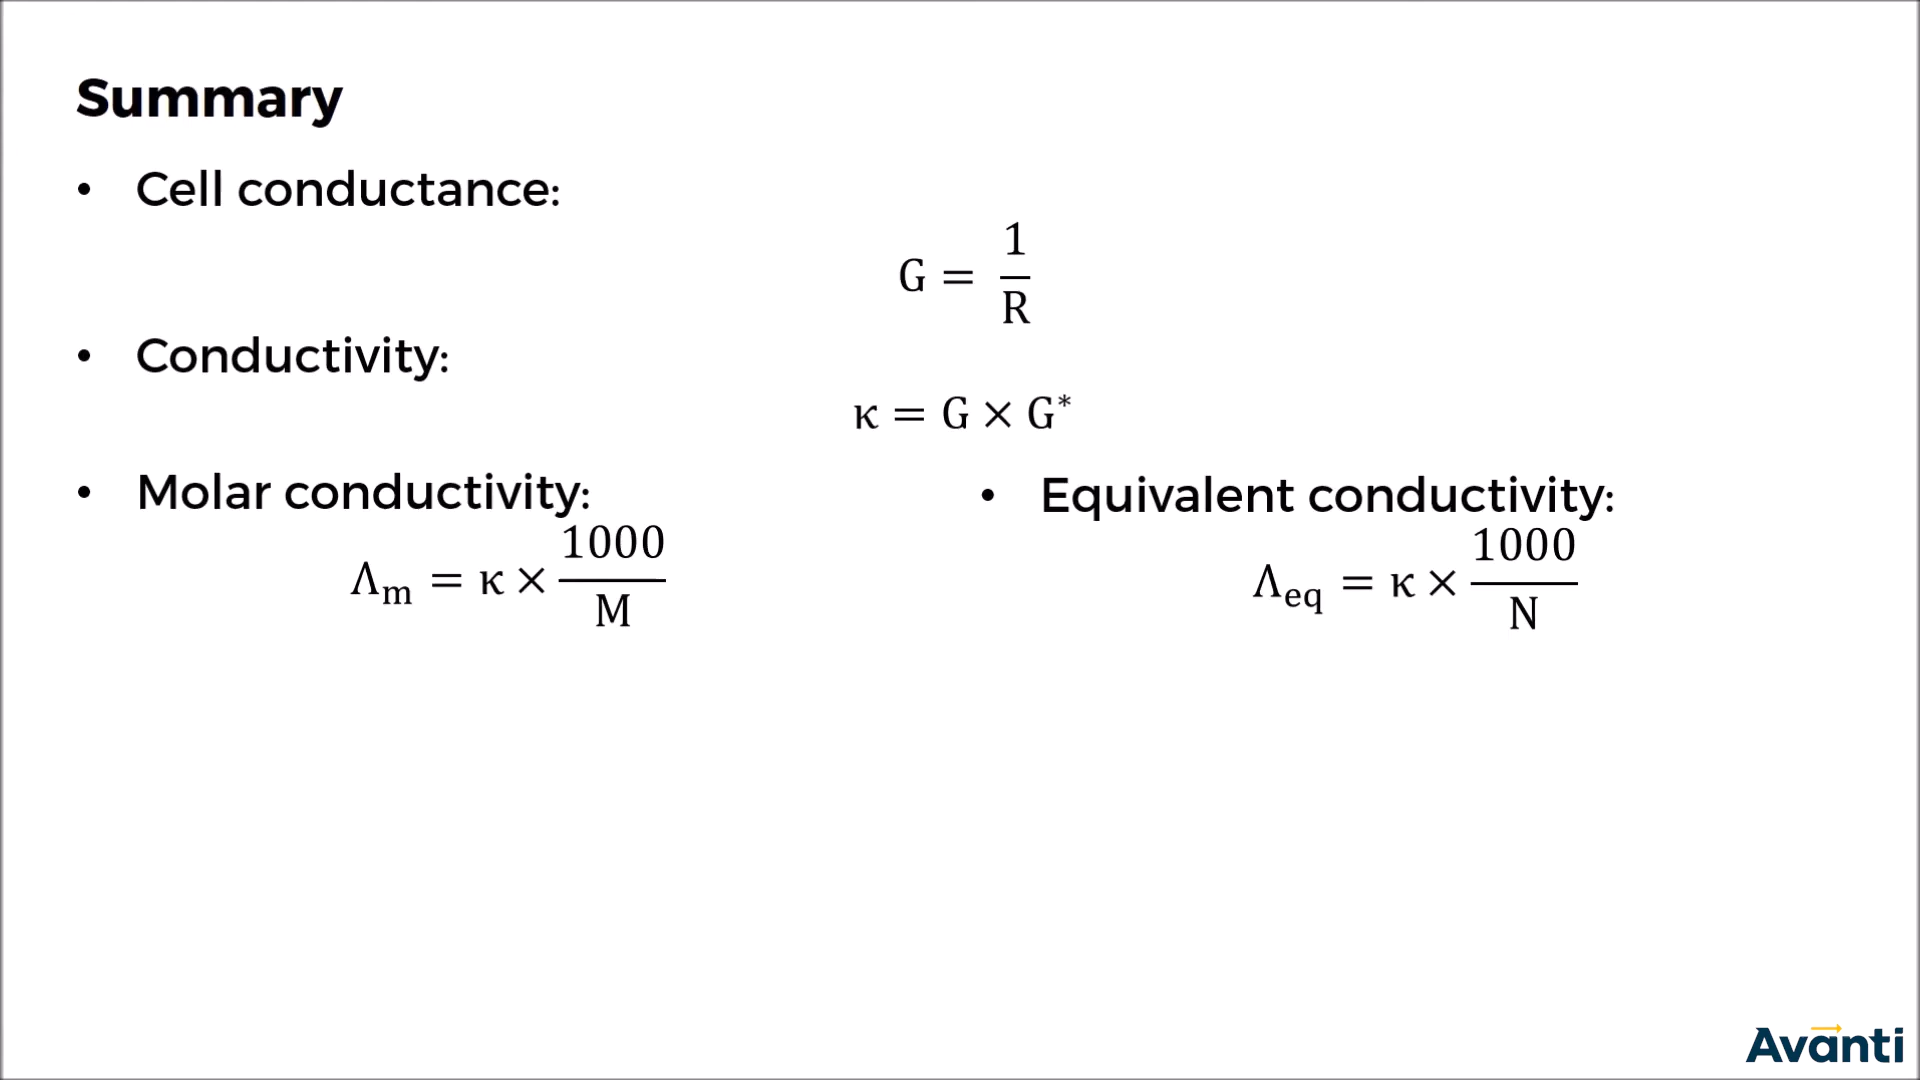 Summary
• Cell conductance:
G = 1/R
• Conductivity:
κ = G × G*
• Molar conductivity:
Λm = κ × 1000/M
• Equivalent conductivity:
Λeq = κ × 1000/N
Avanti